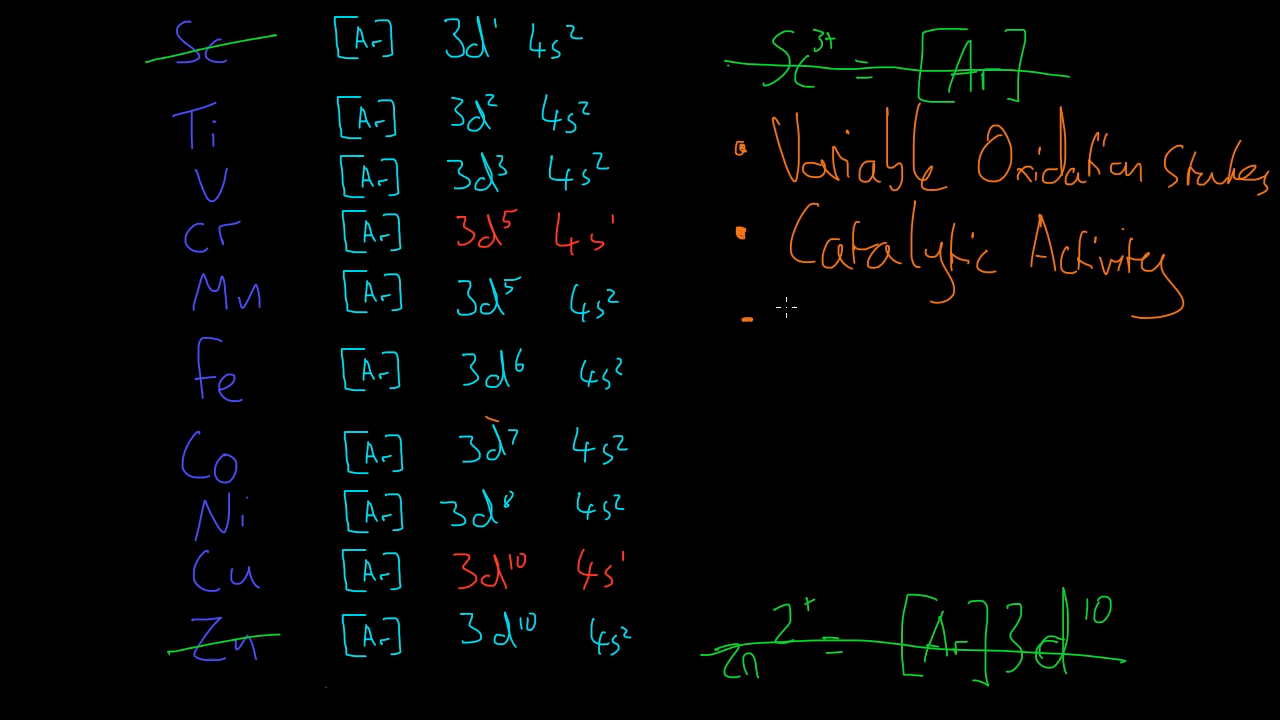 Sc [Ar] 3d¹ 4s² Sc³⁺ = [Ar]
Ti [Ar] 3d² 4s²
• Variable Oxidation States
V [Ar] 3d³ 4s²
Cr [Ar] 3d⁵ 4s¹
• Catalytic Activity
Mn [Ar] 3d⁵ 4s²
Fe [Ar] 3d⁶ 4s²
Co [Ar] 3d⁷ 4s²
Ni [Ar] 3d⁸ 4s²
Cu [Ar] 3d¹⁰ 4s¹
Zn [Ar] 3d¹⁰ 4s² Zn²⁺ = [Ar] 3d¹⁰